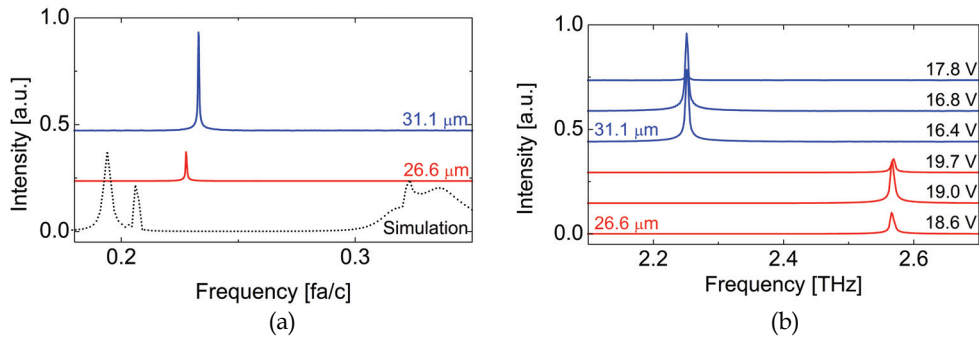 1.0
Intensity [a.u.]
0.5
31.1 μm
26.6 μm
0.0
Simulation
0.2
0.3
Frequency [fa/c]
(a)
1.0
17.8 V
16.8 V
Intensity [a.u.]
0.5
31.1 μm
16.4 V
19.7 V
19.0 V
26.6 μm
18.6 V
0.0
2.2
2.4
2.6
Frequency [THz]
(b)